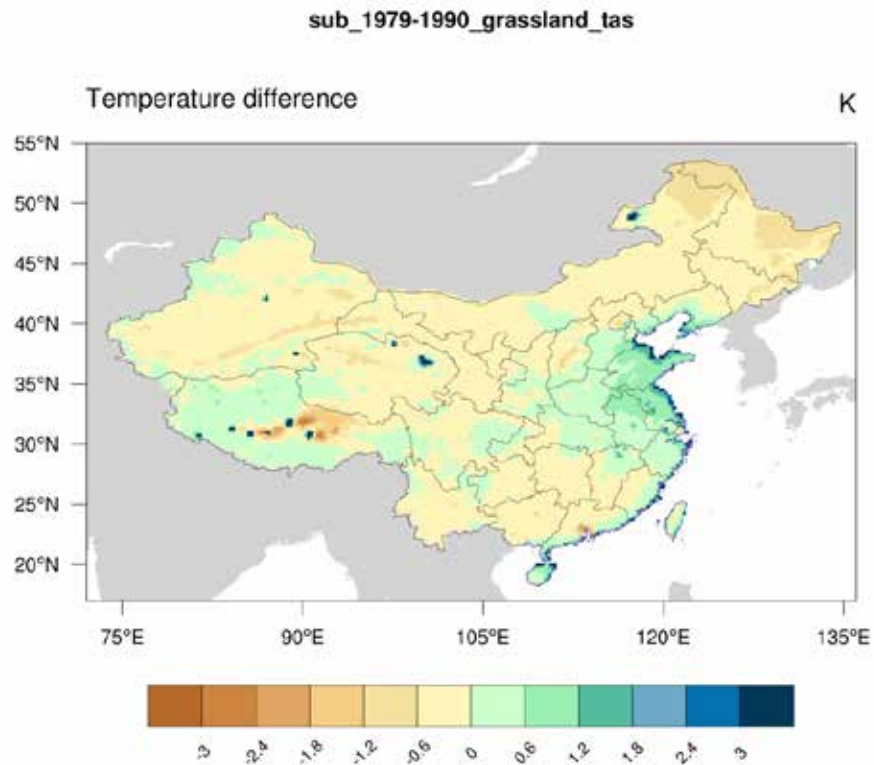 sub_1979-1990_grassland_tas
Temperature difference K
55°N
50°N
45°N
40°N
35°N
30°N
25°N
20°N
75°E 90°E 105°E 120°E 135°E
-3 -2.4 -1.8 -1.2 -0.6 0 0.6 1.2 1.8 2.4 3